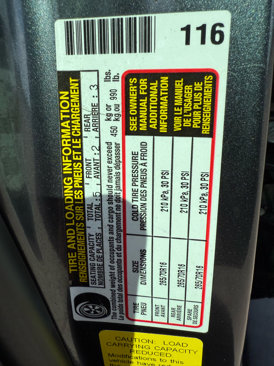 116
TIRE AND LOADING INFORMATION
RENSEIGNEMENTS SUR LES PNEUS ET LE CHARGEMENT
SEATING CAPACITY TOTAL : 5 FRONT : 2 REAR : 3
NOMBRE DE PLACES TOTAL AVANT ARRIÈRE
The combined weight of occupants and cargo should never exceed 450 kg or 990 lbs.
Le poids total des occupants et du chargement ne doit jamais dépasser 450 kg ou 990 lb.
TIRE SIZE COLD TIRE PRESSURE
PNEU DIMENSIONS PRESSION DES PNEUS À FROID
FRONT 265/70R16 210 kPa, 30 PSI
AVANT
REAR 265/70R16 210 kPa, 30 PSI
ARRIÈRE
SPARE 265/70R16 210 kPa, 30 PSI
DE SECOURS
SEE OWNER'S
MANUAL FOR
ADDITIONAL
INFORMATION
VOIR LE MANUEL
DE L'USAGER
POUR PLUS DE
RENSEIGNEMENTS
CAUTION: LOAD
CARRYING CAPACITY
REDUCED
Modifications to this
vehicle have